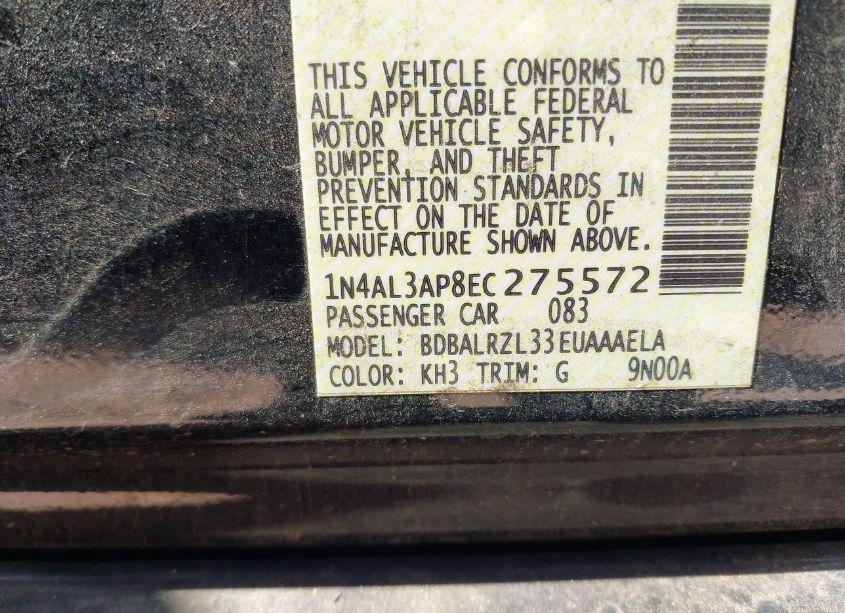 THIS VEHICLE CONFORMS TO
ALL APPLICABLE FEDERAL
MOTOR VEHICLE SAFETY,
BUMPER, AND THEFT
PREVENTION STANDARDS IN
EFFECT ON THE DATE OF
MANUFACTURE SHOWN ABOVE.
1N4AL3AP8EC275572
PASSENGER CAR 083
MODEL: BDBALRZL33EUAAAELA
COLOR: KH3 TRIM: G 9N00A